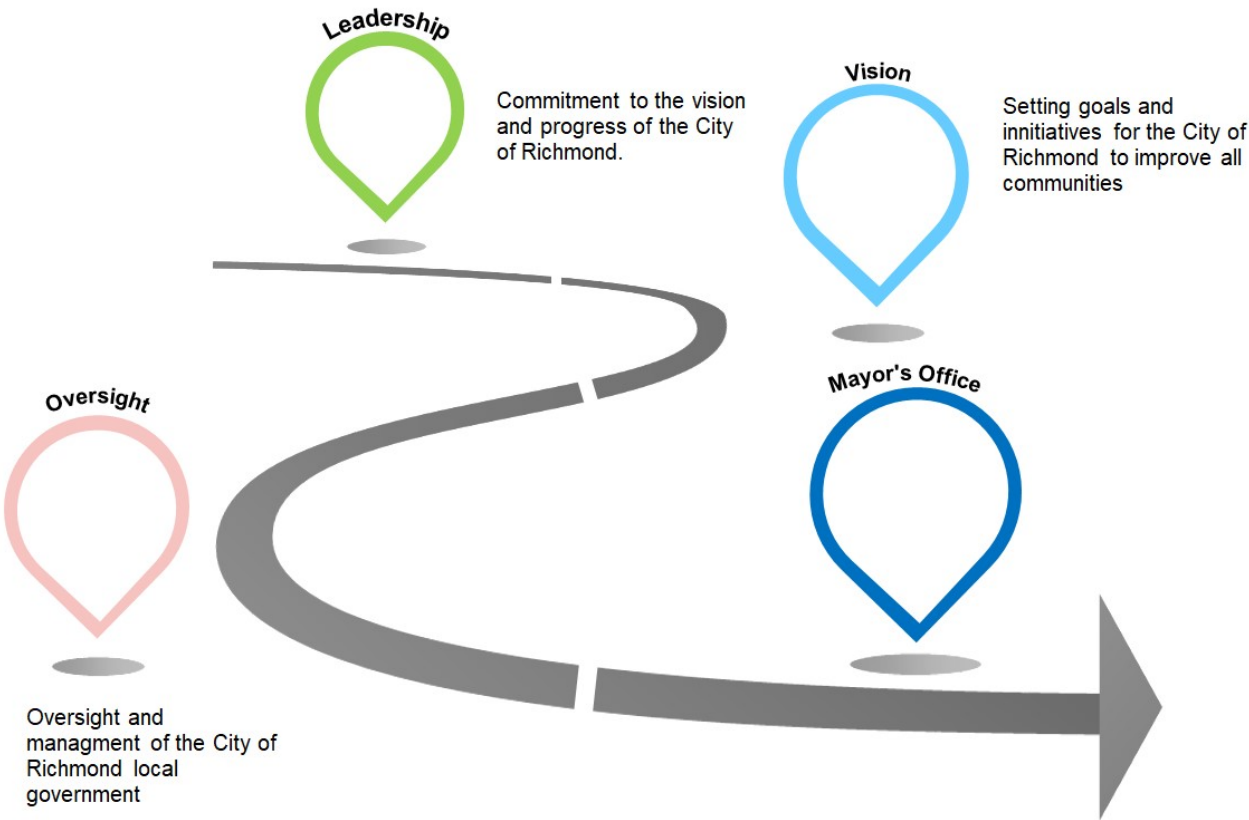 Leadership
Commitment to the vision
and progress of the City
of Richmond.
Vision
Setting goals and
innitiatives for the City of
Richmond to improve all
communities
Oversight
Oversight and
managment of the City of
Richmond local
government
Mayor's Office